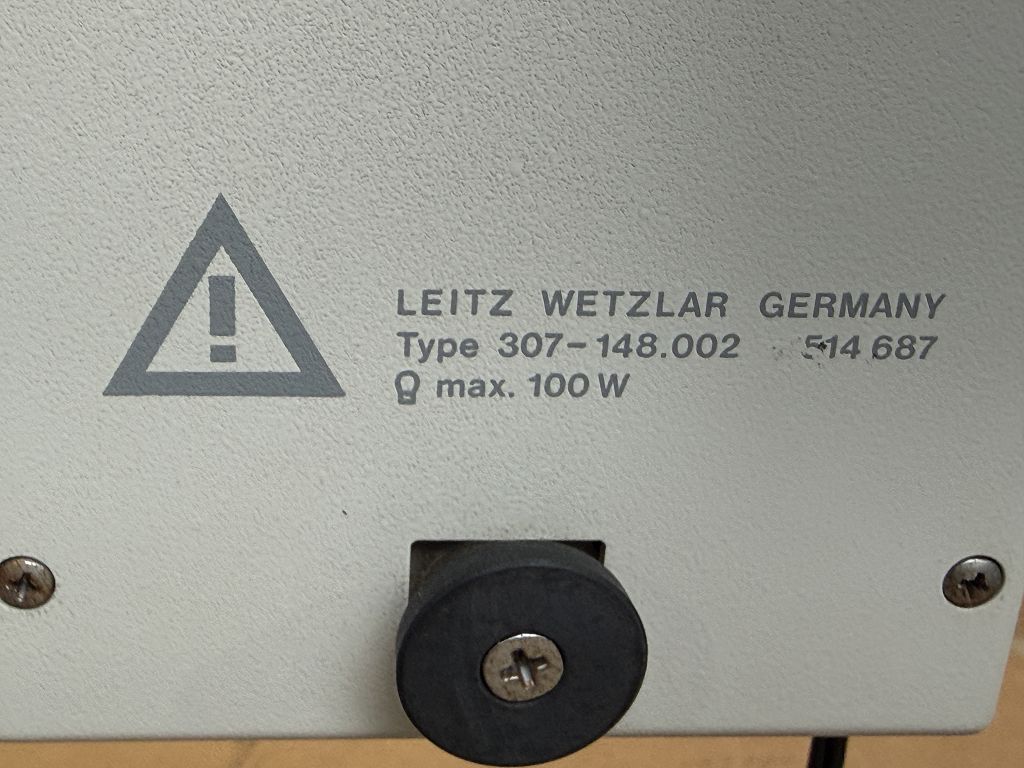 LEITZ WETZLAR GERMANY
Type 307-148.002 514 687
max. 100 W